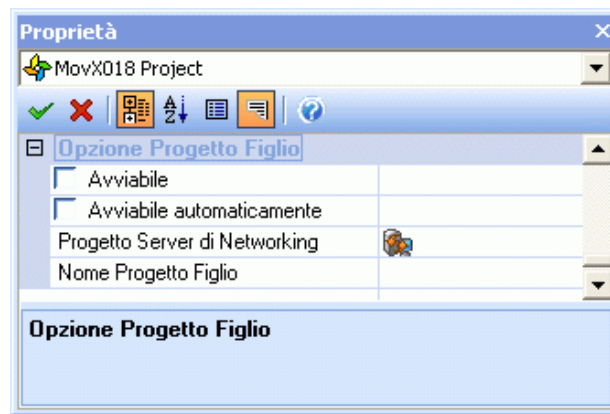 Proprietà
MovX018 Project
Opzione Progetto Figlio
Avviabile
Avviabile automaticamente
Progetto Server di Networking
Nome Progetto Figlio
Opzione Progetto Figlio